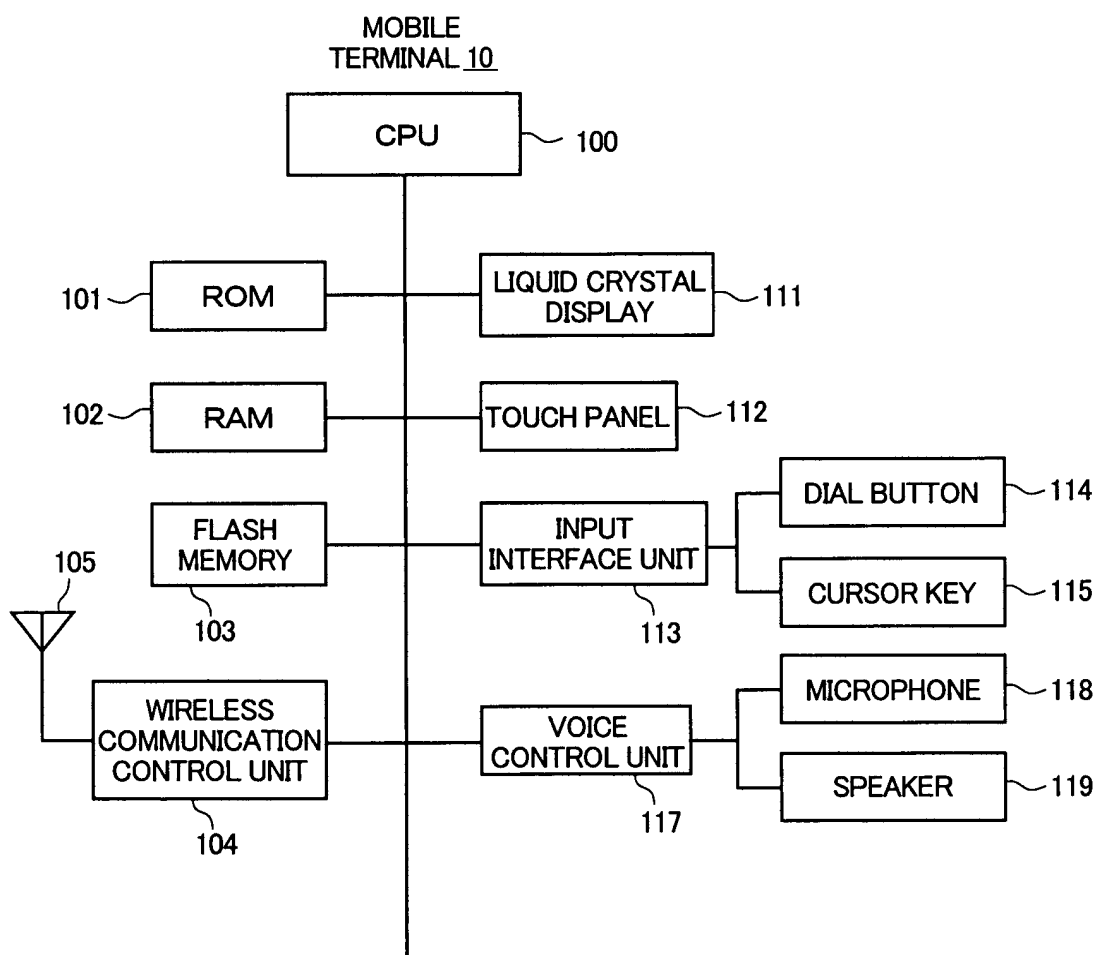 MOBILE
TERMINAL 10
CPU
100
101
ROM
LIQUID CRYSTAL
DISPLAY
111
102
RAM
TOUCH PANEL
112
FLASH
MEMORY
103
INPUT
INTERFACE UNIT
113
DIAL BUTTON
114
CURSOR KEY
115
105
WIRELESS
COMMUNICATION
CONTROL UNIT
104
VOICE
CONTROL UNIT
117
MICROPHONE
118
SPEAKER
119